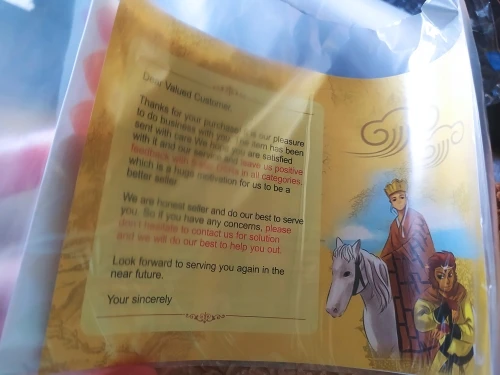 Dear Valued Customer,
Thanks for your purchase, it is our pleasure
to do business with you. The item has been
sent with care We hope you are satisfied
with it and our service and leave us positive
feedback with stars in all categories,
which is a huge motivation for us to be a
better seller
We are honest seller and do our best to serve
you. So if you have any concerns, please
don't hesitate to contact us for solution
and we will do our best to help you out.
Look forward to serving you again in the
near future.
Your sincerely